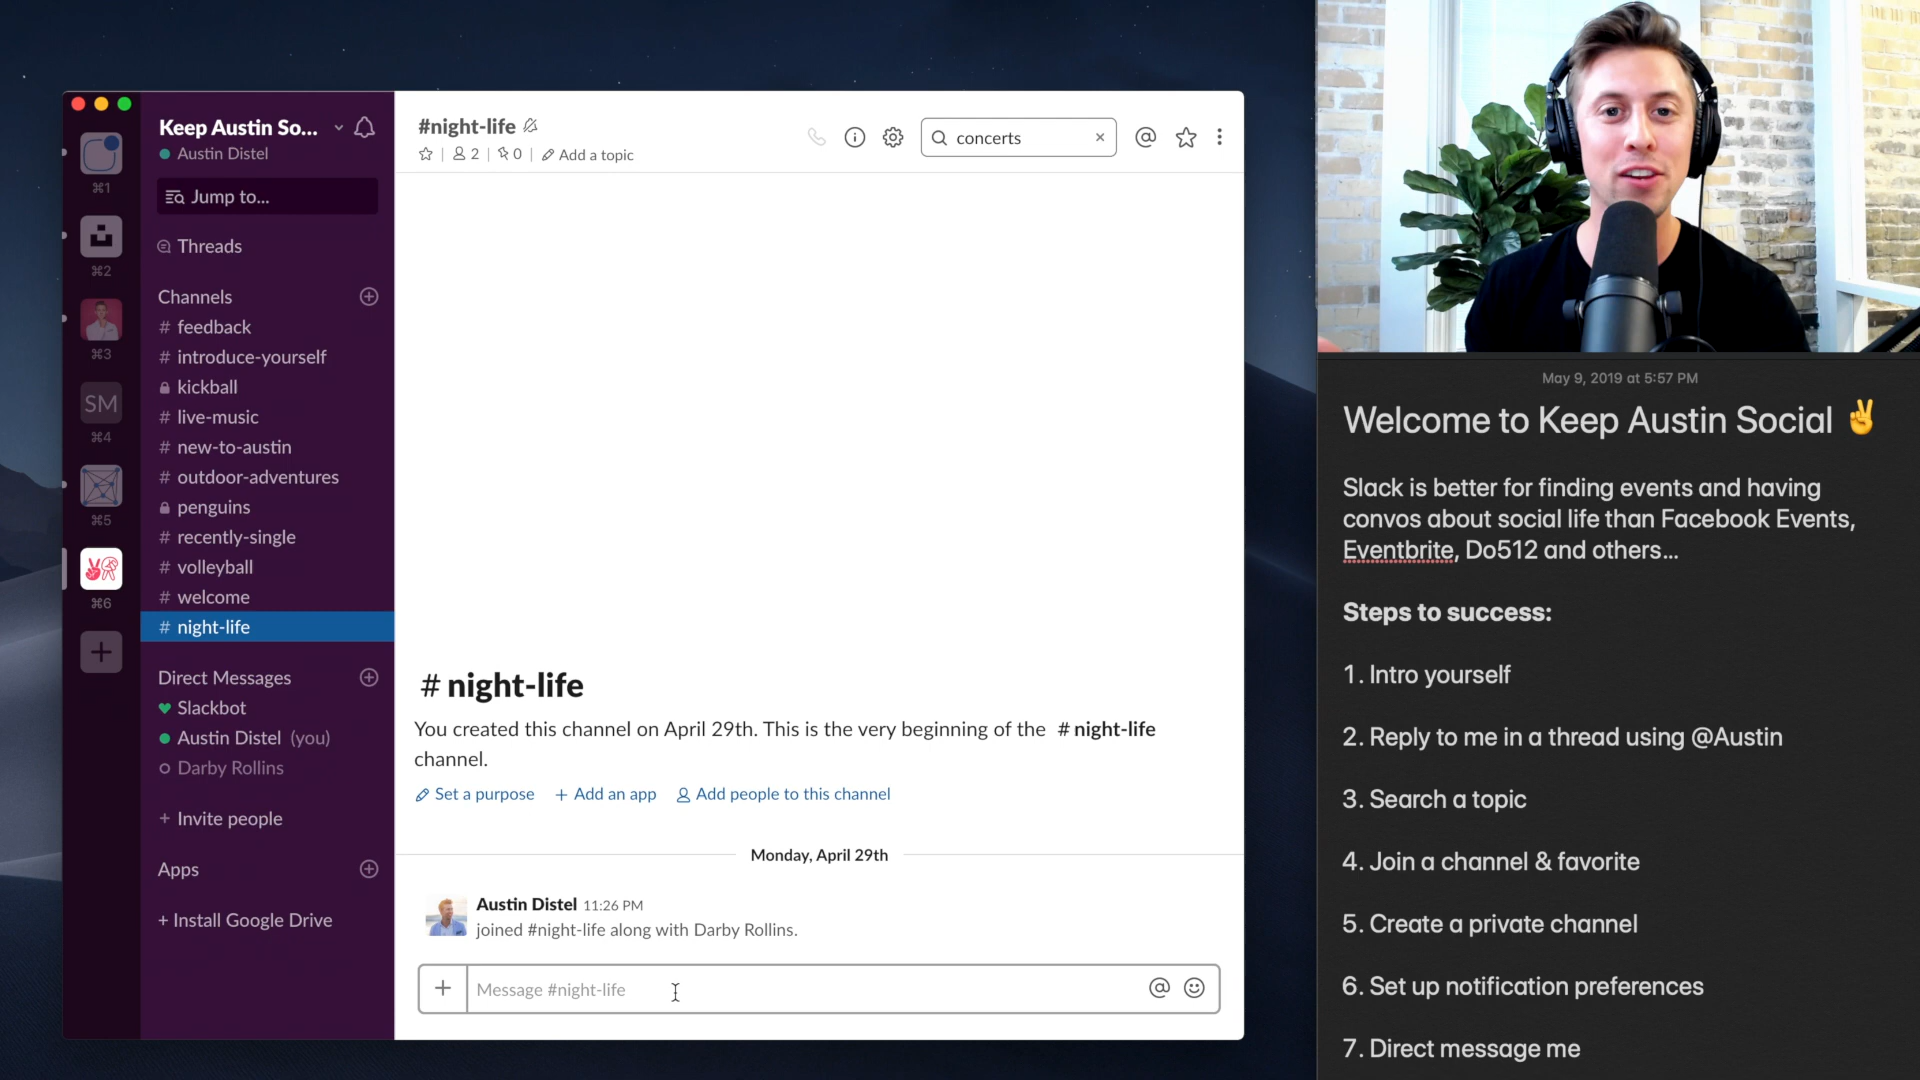 Keep Austin So...
Austin Distel
Jump to...
Threads
Channels
# feedback
# introduce-yourself
kickball
# live-music
# new-to-austin
# outdoor-adventures
penguins
# recently-single
# volleyball
# welcome
# night-life
Direct Messages
Slackbot
Austin Distel (you)
Darby Rollins
+ Invite people
Apps
+ Install Google Drive
⌘1
⌘2
⌘3
SM
⌘4
⌘5
⌘6
#night-life
2
0
Add a topic
concerts
# night-life
You created this channel on April 29th. This is the very beginning of the # night-life
channel.
Set a purpose
+ Add an app
Add people to this channel
Monday, April 29th
Austin Distel 11:26 PM
joined #night-life along with Darby Rollins.
Message #night-life
May 9, 2019 at 5:57 PM
Welcome to Keep Austin Social ✌️
Slack is better for finding events and having
convos about social life than Facebook Events,
Eventbrite, Do512 and others...
Steps to success:
1. Intro yourself
2. Reply to me in a thread using @Austin
3. Search a topic
4. Join a channel & favorite
5. Create a private channel
6. Set up notification preferences
7. Direct message me